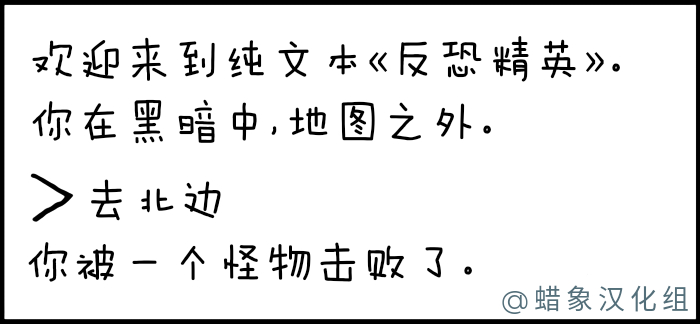 欢迎来到纯文本《反恐精英》。
你在黑暗中,地图之外。
>去北边
你被一个怪物击败了。
@蜡象汉化组